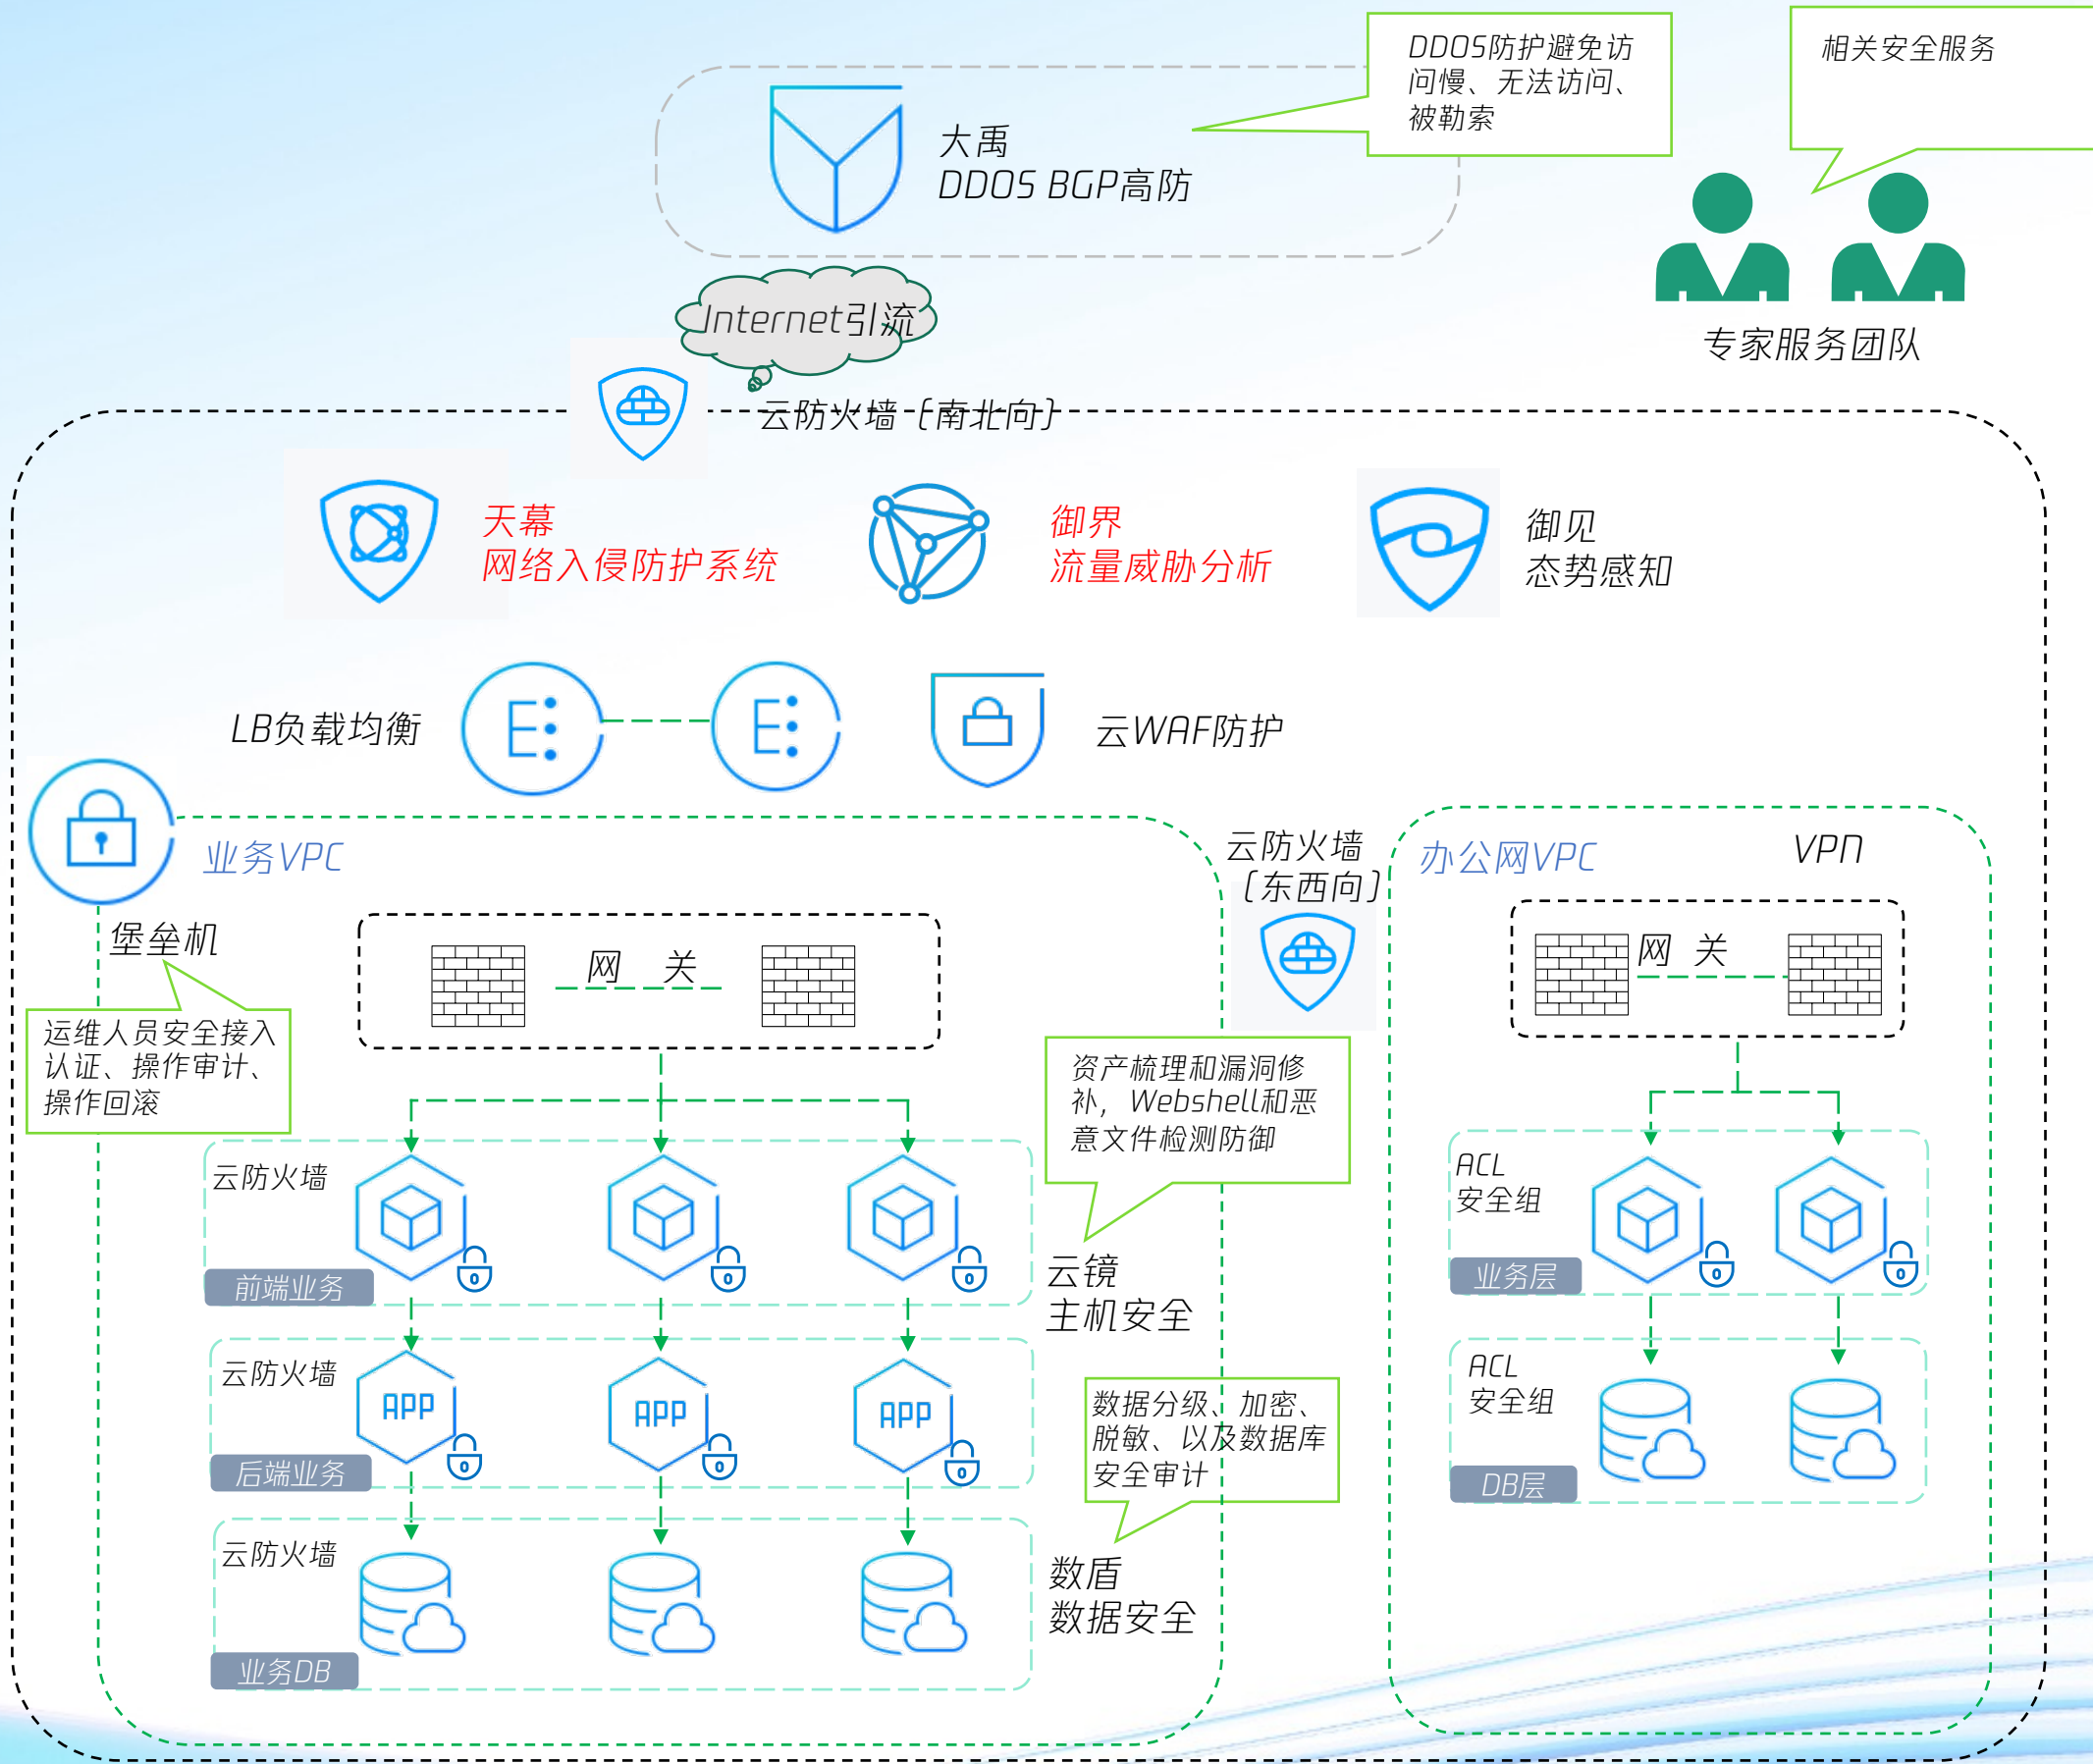 DDOS防护避免访
问慢、无法访问、
被勒索
相关安全服务
大禹
DDOS BGP高防
Internet引流
专家服务团队
云防火墙（南北向）
天幕
网络入侵防护系统
御界
流量威胁分析
御见
态势感知
LB负载均衡
云WAF防护
业务VPC
堡垒机
运维人员安全接入
认证、操作审计、
操作回滚
网 关
云防火墙
（东西向）
办公网VPC
VPN
网 关
资产梳理和漏洞修
补，Webshell和恶
意文件检测防御
云防火墙
前端业务
云镜
主机安全
ACL
安全组
业务层
云防火墙
APP
APP
APP
后端业务
数据分级、加密、
脱敏、以及数据库
安全审计
ACL
安全组
DB层
云防火墙
业务DB
数盾
数据安全